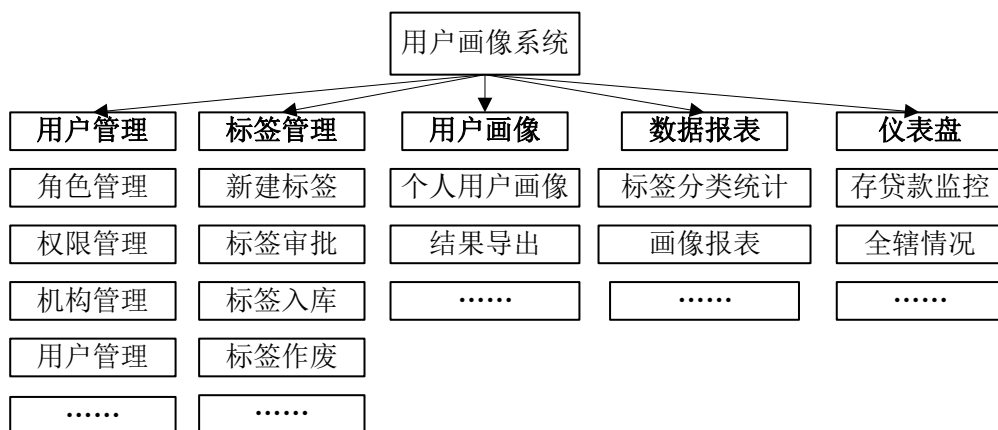 用户画像系统
用户管理 标签管理 用户画像 数据报表 仪表盘
角色管理 新建标签 个人用户画像 标签分类统计 存贷款监控
权限管理 标签审批 结果导出 画像报表 全辖情况
机构管理 标签入库 …… …… ……
用户管理 标签作废
…… ……